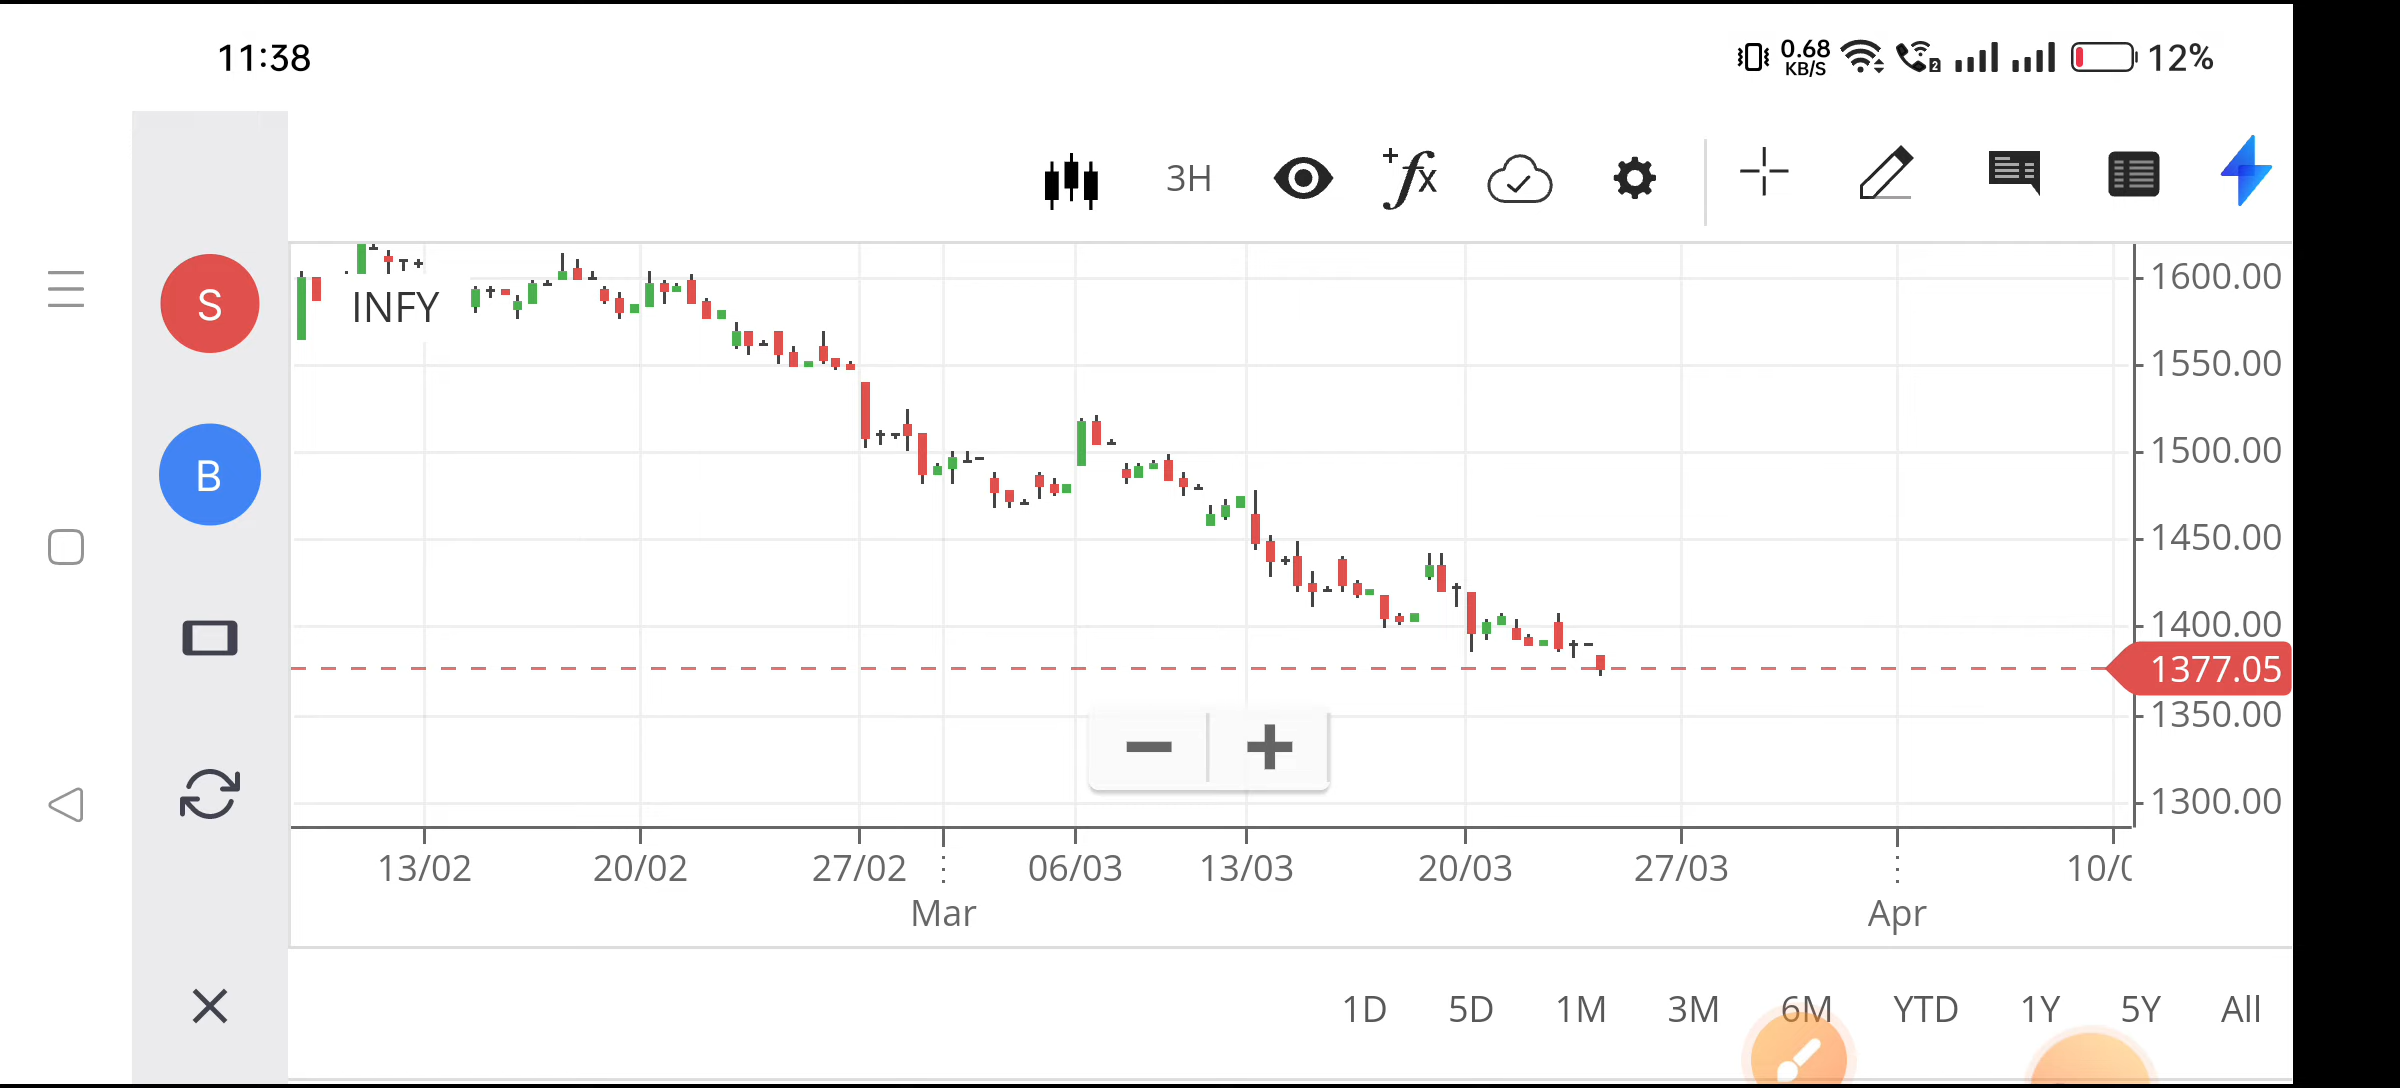 11:38
0.68
KB/S
2
12%
3H
+fx
S
INFY
B
1600.00
1550.00
1500.00
1450.00
1400.00
1377.05
1350.00
1300.00
13/02 20/02 27/02 06/03 13/03 20/03 27/03
Mar Apr
1D 5D 1M 3M 6M YTD 1Y 5Y All